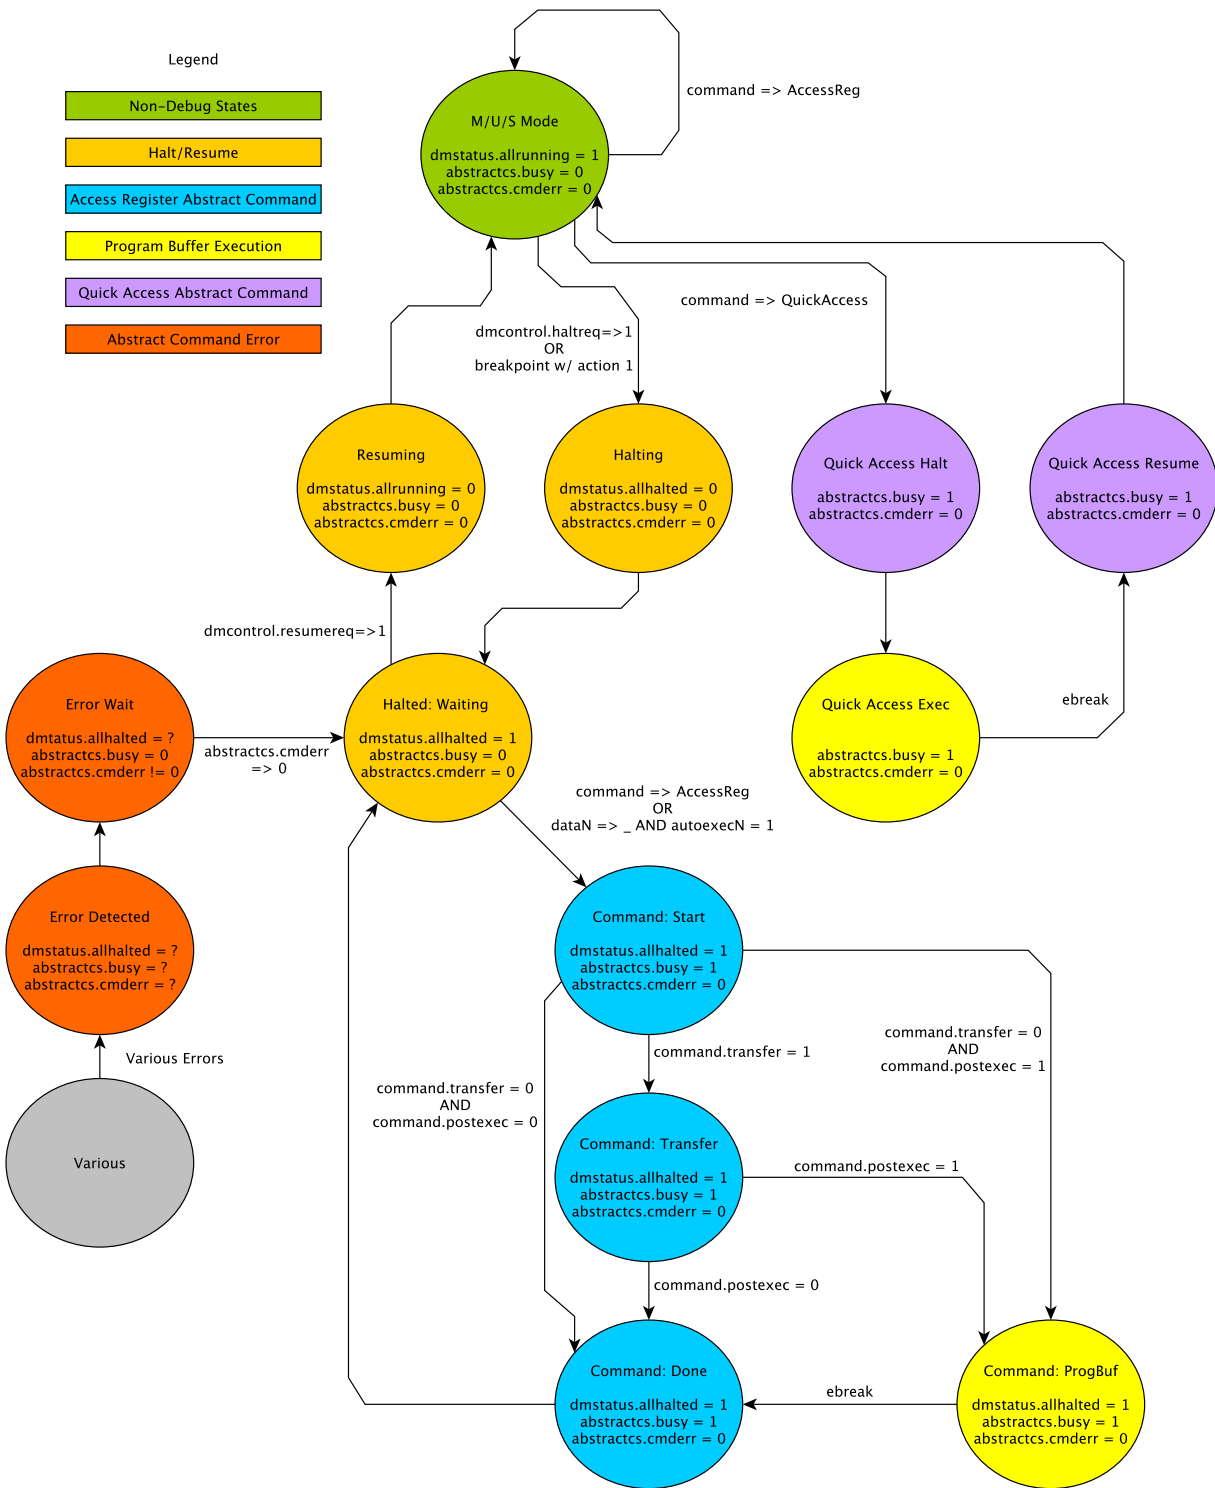 Legend
Non-Debug States
Halt/Resume
Access Register Abstract Command
Program Buffer Execution
Quick Access Abstract Command
Abstract Command Error
M/U/S Mode
dmstatus.allrunning = 1
abstractcs.busy = 0
abstractcs.cmderr = 0
command => AccessReg
command => QuickAccess
dmcontrol.haltreq=>1
OR
breakpoint w/ action 1
Resuming
dmstatus.allrunning = 0
abstractcs.busy = 0
abstractcs.cmderr = 0
Halting
dmstatus.allhalted = 0
abstractcs.busy = 0
abstractcs.cmderr = 0
Quick Access Halt
abstractcs.busy = 1
abstractcs.cmderr = 0
Quick Access Resume
abstractcs.busy = 1
abstractcs.cmderr = 0
dmcontrol.resumereq=>1
Error Wait
dmtatus.allhalted = ?
abstractcs.busy = 0
abstractcs.cmderr != 0
abstractcs.cmderr
=> 0
Halted: Waiting
dmstatus.allhalted = 1
abstractcs.busy = 0
abstractcs.cmderr = 0
Quick Access Exec
abstractcs.busy = 1
abstractcs.cmderr = 0
ebreak
command => AccessReg
OR
dataN => _ AND autoexecN = 1
Error Detected
dmstatus.allhalted = ?
abstractcs.busy = ?
abstractcs.cmderr = ?
Command: Start
dmstatus.allhalted = 1
abstractcs.busy = 1
abstractcs.cmderr = 0
Various Errors
command.transfer = 1
command.transfer = 0
AND
command.postexec = 1
command.transfer = 0
AND
command.postexec = 0
Various
Command: Transfer
dmstatus.allhalted = 1
abstractcs.busy = 1
abstractcs.cmderr = 0
command.postexec = 1
command.postexec = 0
Command: Done
dmstatus.allhalted = 1
abstractcs.busy = 1
abstractcs.cmderr = 0
ebreak
Command: ProgBuf
dmstatus.allhalted = 1
abstractcs.busy = 1
abstractcs.cmderr = 0